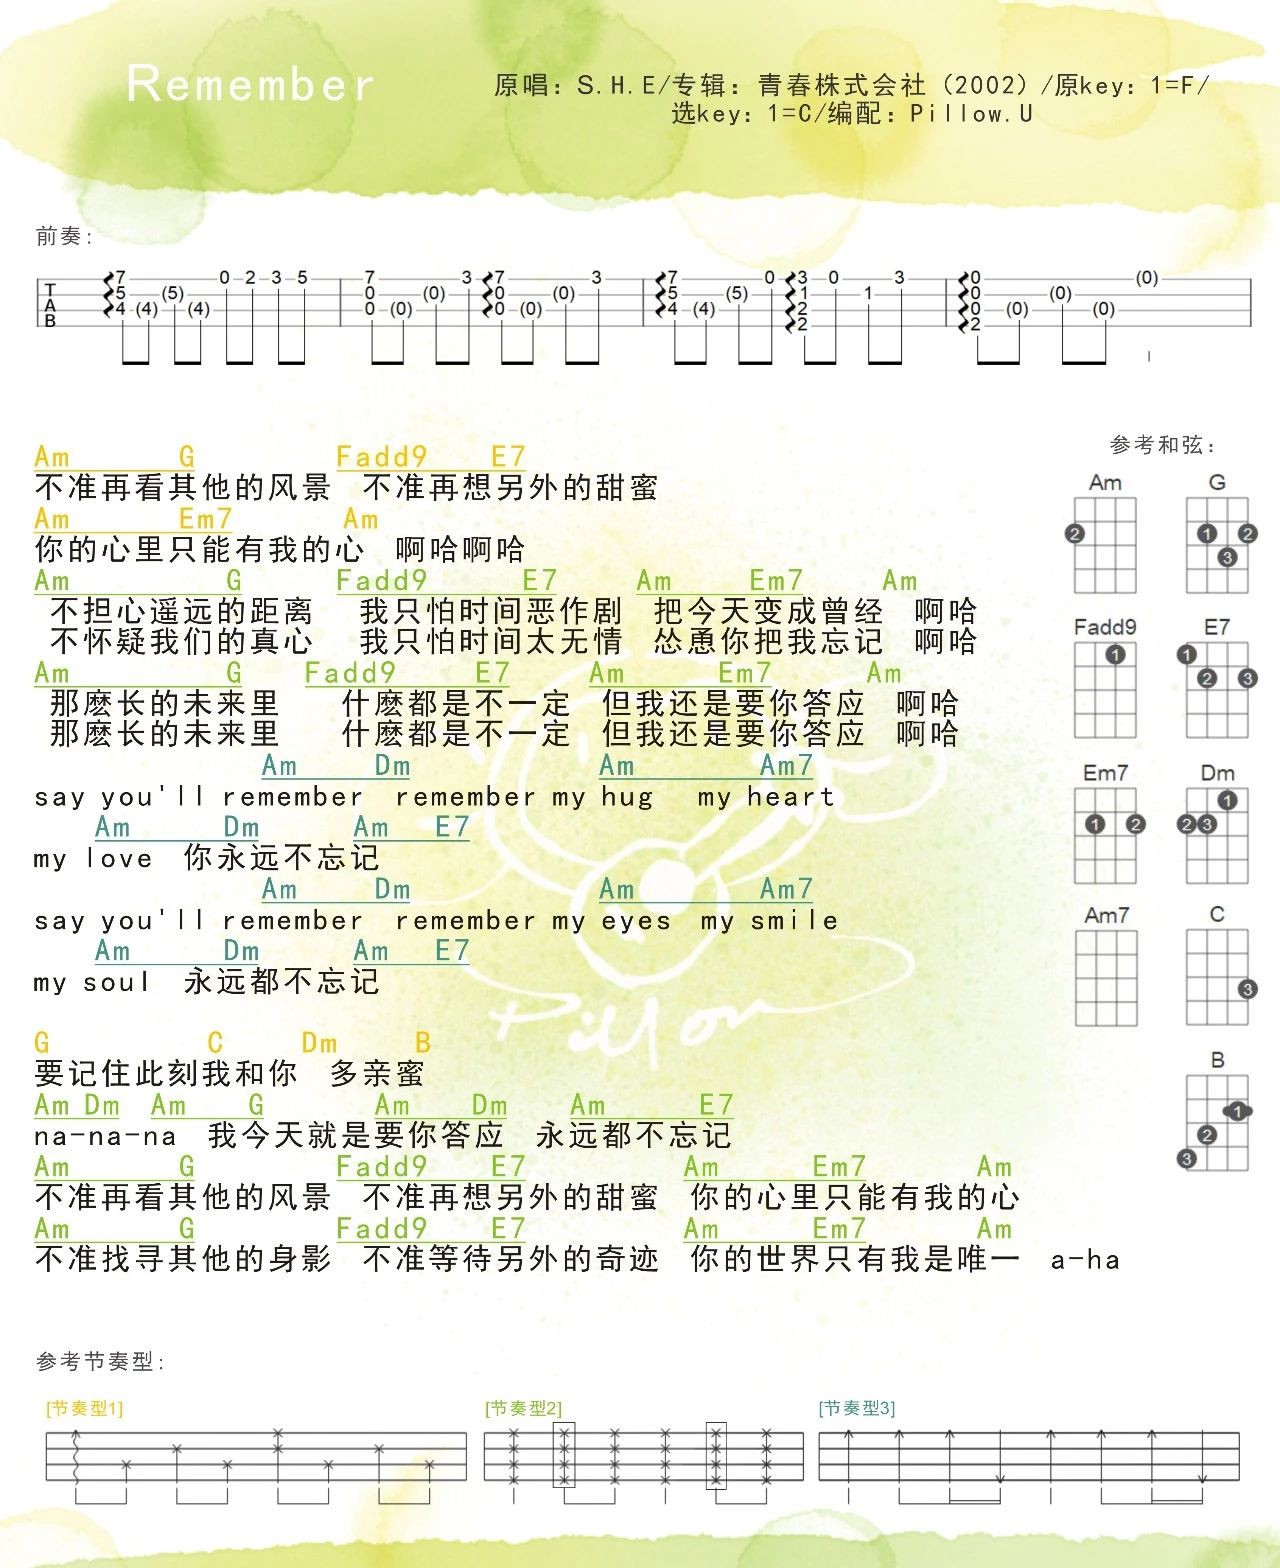 Remember
原唱：S.H.E/专辑：青春株式会社（2002）/原key：1=F/
选key：1=C/编配：Pillow.U
前奏：
T
A
B
7 0 2 3 5 7 3 7 3 7 0 3 0 3 0 (0)
5 (5) 0 (0) 0 (0) 5 (5) 1 1 0 (0)
4 (4) (4) 0 (0) 0 (0) 4 (4) 2 0 (0) (0)
2 2
参考和弦：
Am G Fadd9 E7
不准再看其他的风景 不准再想另外的甜蜜
Am Em7 Am
你的心里只能有我的心 啊哈啊哈
Am G Fadd9 E7 Am Em7 Am
不担心遥远的距离 我只怕时间恶作剧 把今天变成曾经 啊哈
不怀疑我们的真心 我只怕时间太无情 怂恿你把我忘记 啊哈
Am G Fadd9 E7 Am Em7 Am
那麽长的未来里 什麽都是不一定 但我还是要你答应 啊哈
那麽长的未来里 什麽都是不一定 但我还是要你答应 啊哈
Am Dm Am Am7
say you'll remember remember my hug my heart
Am Dm Am E7
my love 你永远不忘记
Am Dm Am Am7
say you'll remember remember my eyes my smile
Am Dm Am E7
my soul 永远都不忘记
G C Dm B
要记住此刻我和你 多亲蜜
Am Dm Am G Am Dm Am E7
na-na-na 我今天就是要你答应 永远都不忘记
Am G Fadd9 E7 Am Em7 Am
不准再看其他的风景 不准再想另外的甜蜜 你的心里只能有我的心
Am G Fadd9 E7 Am Em7 Am
不准找寻其他的身影 不准等待另外的奇迹 你的世界只有我是唯一 a-ha
Am G
2 1 2
3
Fadd9 E7
1 1
2 3
Em7 Dm
1
1 2 2 3
Am7 C
3
B
1
2
3
Pillow
参考节奏型：
[节奏型1] [节奏型2] [节奏型3]